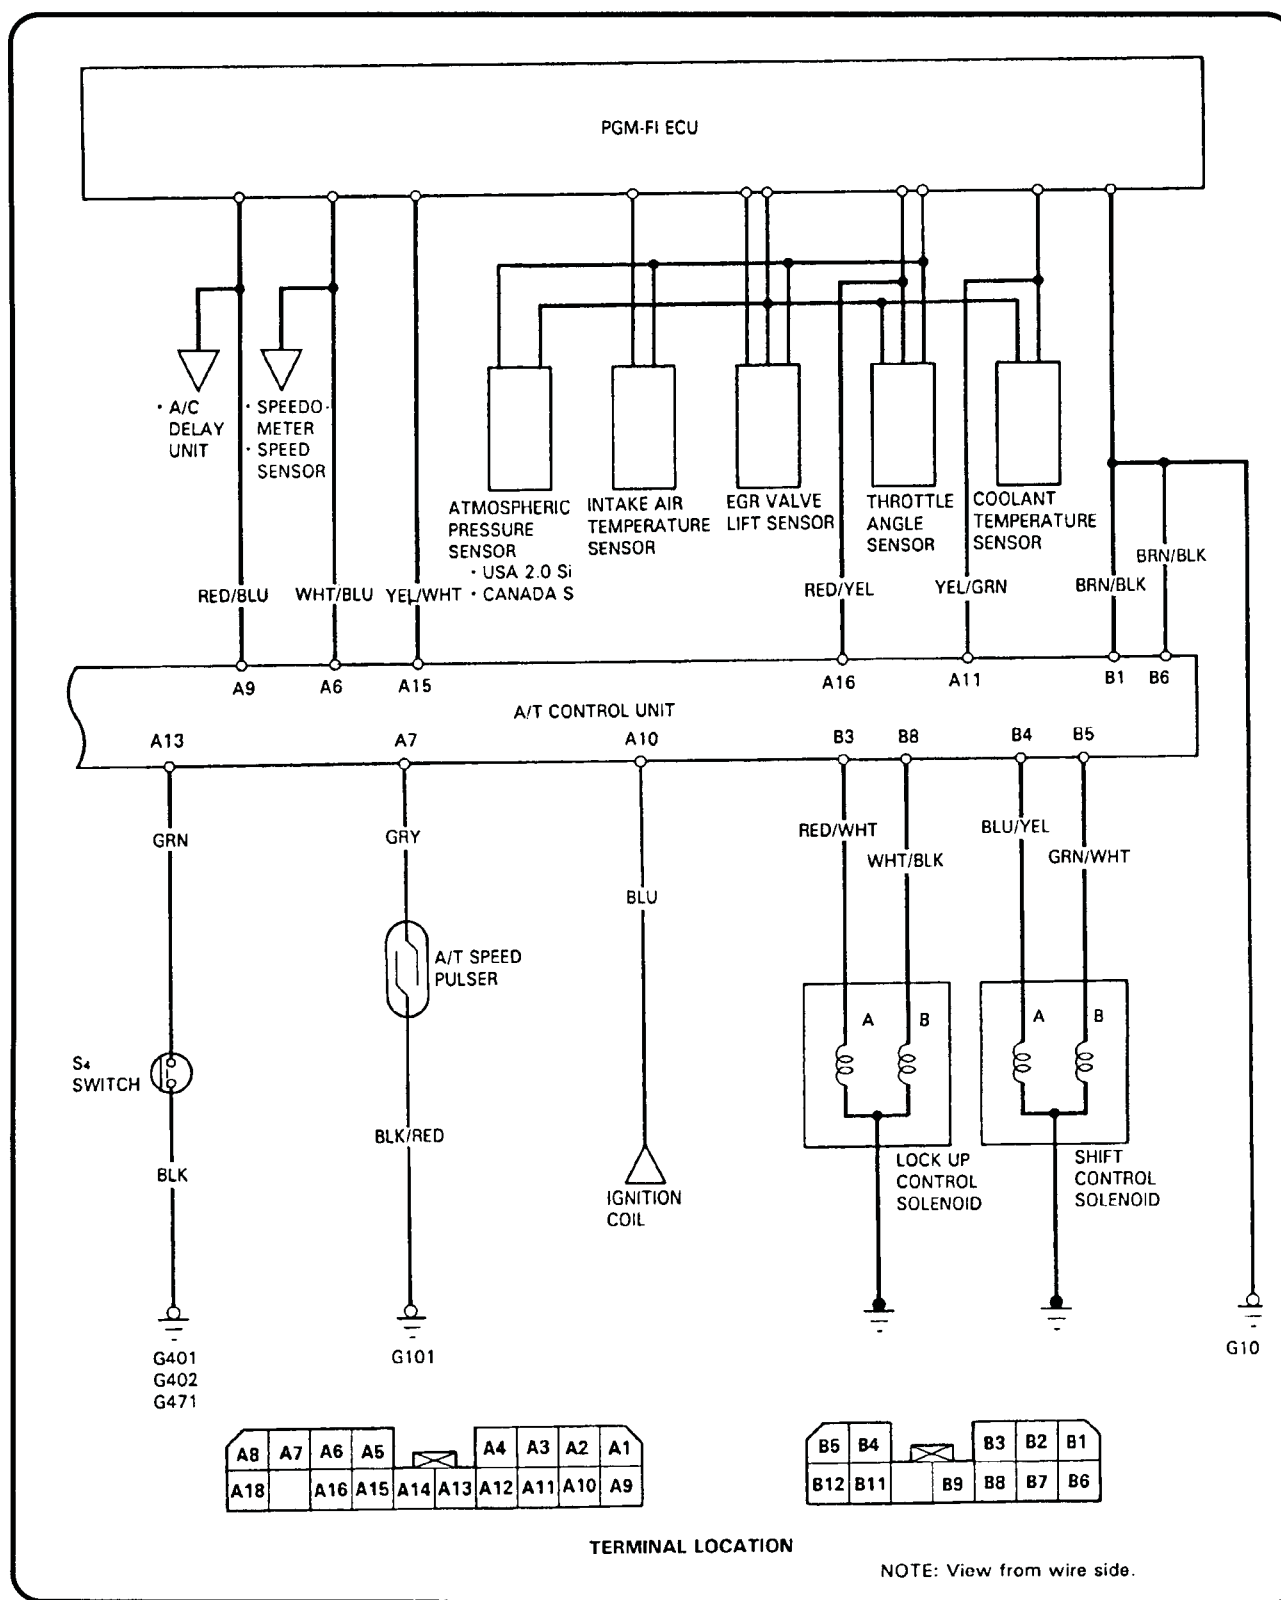 PGM-FI ECU
· A/C
DELAY
UNIT
· SPEEDO-
METER
· SPEED
SENSOR
ATMOSPHERIC
PRESSURE
SENSOR
· USA 2.0 Si
· CANADA S
INTAKE AIR
TEMPERATURE
SENSOR
EGR VALVE
LIFT SENSOR
THROTTLE
ANGLE
SENSOR
COOLANT
TEMPERATURE
SENSOR
BRN/BLK
RED/BLU WHT/BLU YEL/WHT RED/YEL YEL/GRN BRN/BLK
A9 A6 A15 A16 A11 B1 B6
A/T CONTROL UNIT
A13 A7 A10 B3 B8 B4 B5
GRN GRY RED/WHT BLU/YEL
WHT/BLK GRN/WHT
BLU
A/T SPEED
PULSER
A B A B
S4
SWITCH
BLK/RED
BLK
IGNITION
COIL
LOCK UP
CONTROL
SOLENOID
SHIFT
CONTROL
SOLENOID
G401
G402
G471
G101
G10
A8 A7 A6 A5 A4 A3 A2 A1
A18 A16 A15 A14 A13 A12 A11 A10 A9
B5 B4 B3 B2 B1
B12 B11 B9 B8 B7 B6
TERMINAL LOCATION
NOTE: View from wire side.